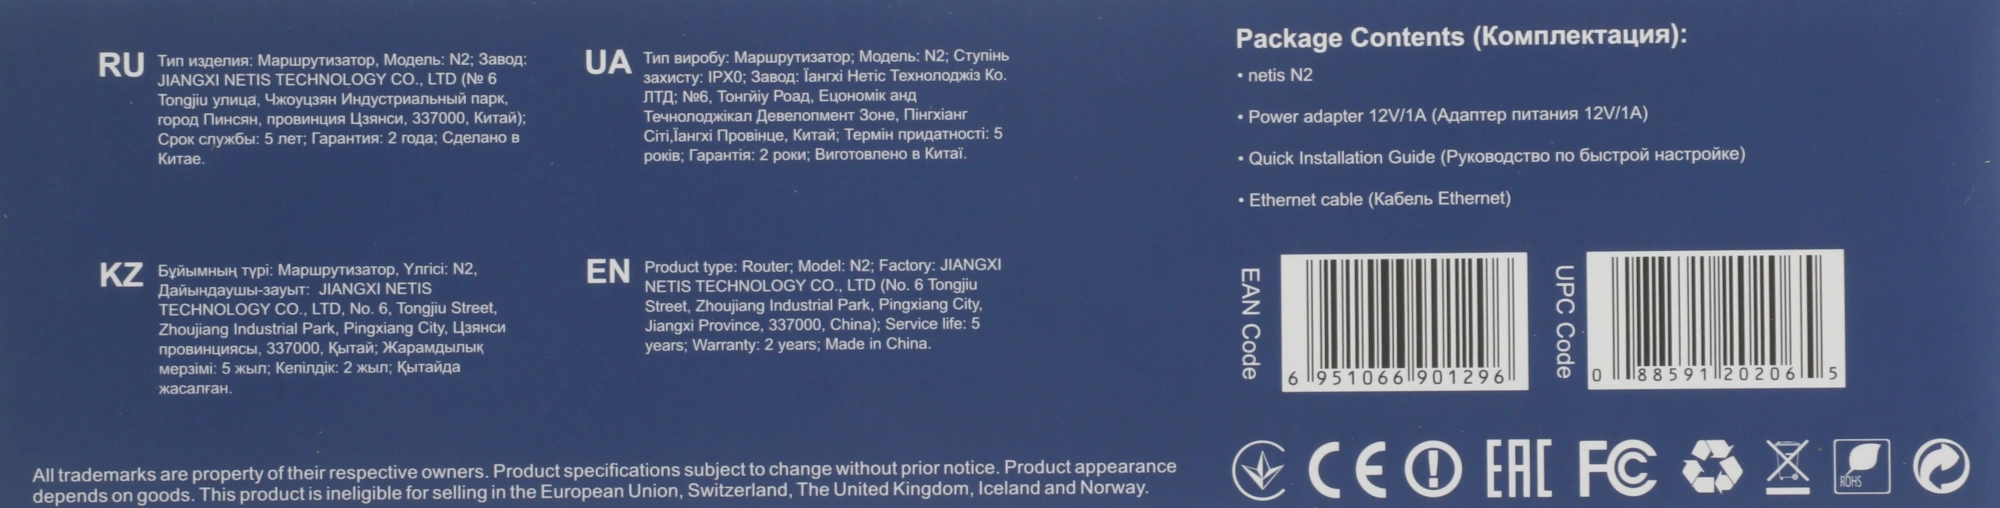 RU
Тип изделия: Маршрутизатор, Модель: N2; Завод:
JIANGXI NETIS TECHNOLOGY CO., LTD (№ 6
Tongjiu улица, Чжоуцзян Индустриальный парк,
город Пинсян, провинция Цзянси, 337000, Китай);
Срок службы: 5 лет; Гарантия: 2 года; Сделано в
Китае.
UA
Тип виробу: Маршрутизатор; Модель: N2; Ступінь
захисту: IPX0; Завод: Їангхі Нетіс Технолоджіз Ко.
ЛТД; №6, Тонгйіу Роад, Ецономік анд
Течнолоджікал Девелопмент Зоне, Пінгхіанг
Сіті,Їангхі Провінце, Китай; Термін придатності: 5
років; Гарантія: 2 роки; Виготовлено в Китаї.
KZ
Бұйымның түрі: Маршрутизатор, Үлгісі: N2,
Дайындаушы-зауыт: JIANGXI NETIS
TECHNOLOGY CO., LTD, No. 6, Tongjiu Street,
Zhoujiang Industrial Park, Pingxiang City, Цзянси
провинциясы, 337000, Қытай; Жарамдылық
мерзімі: 5 жыл; Кепілдік: 2 жыл; Қытайда
жасалған.
EN
Product type: Router; Model: N2; Factory: JIANGXI
NETIS TECHNOLOGY CO., LTD (No. 6 Tongjiu
Street, Zhoujiang Industrial Park, Pingxiang City,
Jiangxi Province, 337000, China); Service life: 5
years; Warranty: 2 years; Made in China.
All trademarks are property of their respective owners. Product specifications subject to change without prior notice. Product appearance
depends on goods. This product is ineligible for selling in the European Union, Switzerland, The United Kingdom, Iceland and Norway.
Package Contents (Комплектация):
• netis N2
• Power adapter 12V/1A (Адаптер питания 12V/1A)
• Quick Installation Guide (Руководство по быстрой настройке)
• Ethernet cable (Кабель Ethernet)
EAN Code
6 951066 901296
UPC Code
0 88591 20206 5
CE
EAC
FC
ROHS